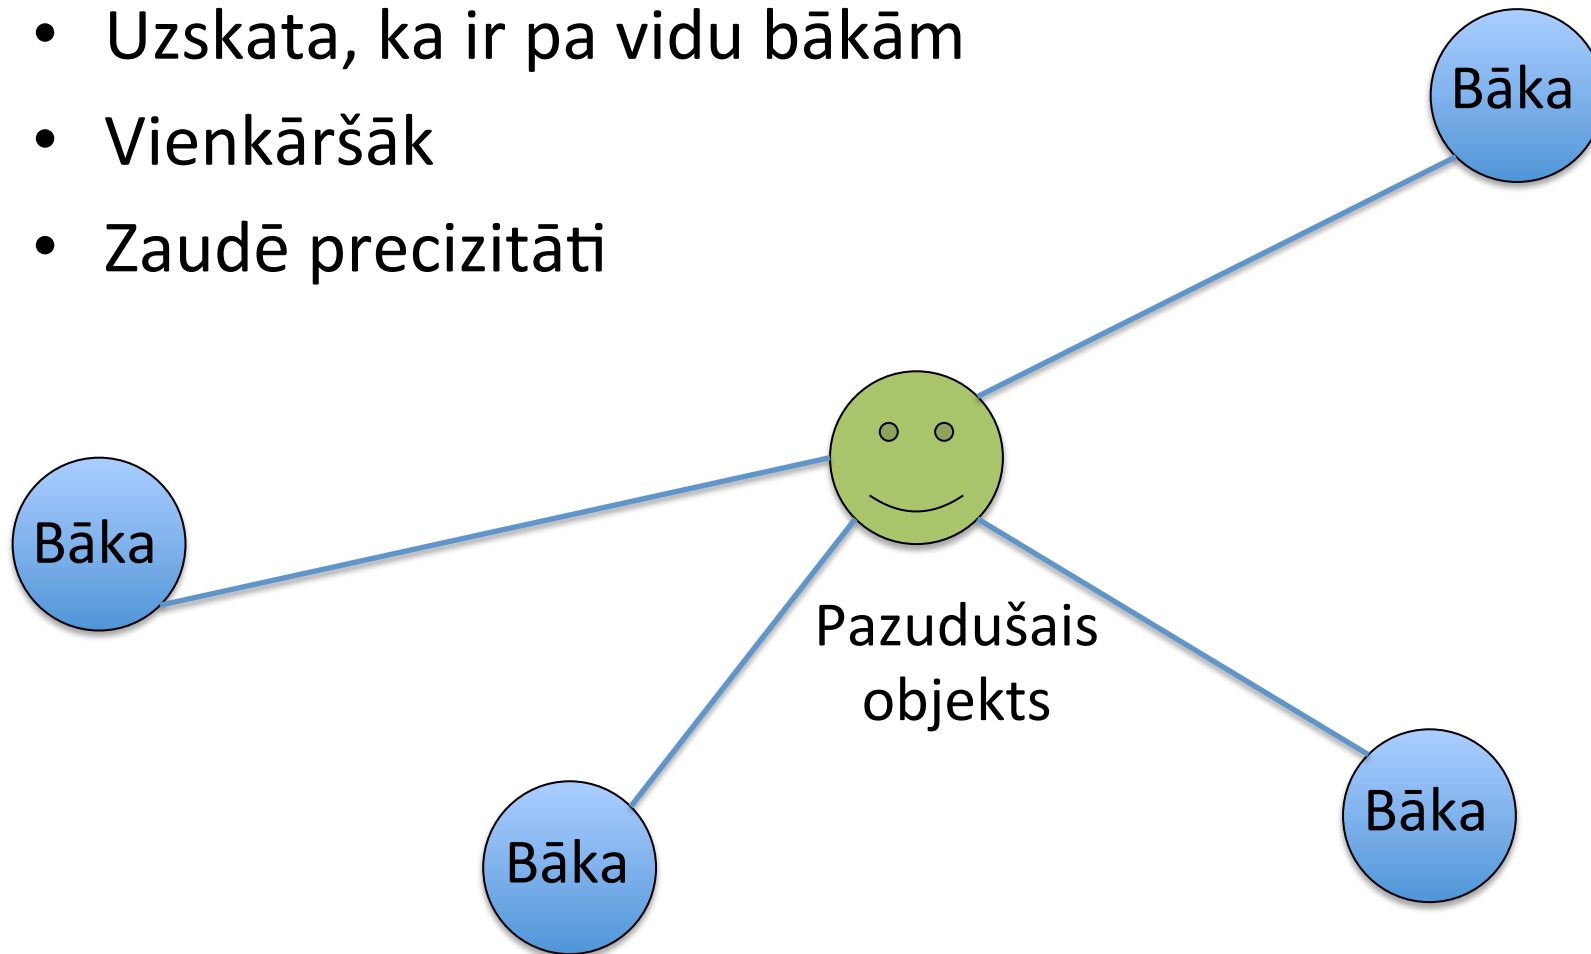 • Uzskata, ka ir pa vidu bākām
• Vienkāršāk
• Zaudē precizitāti
Bāka
Bāka
Pazudušais
objekts
Bāka
Bāka